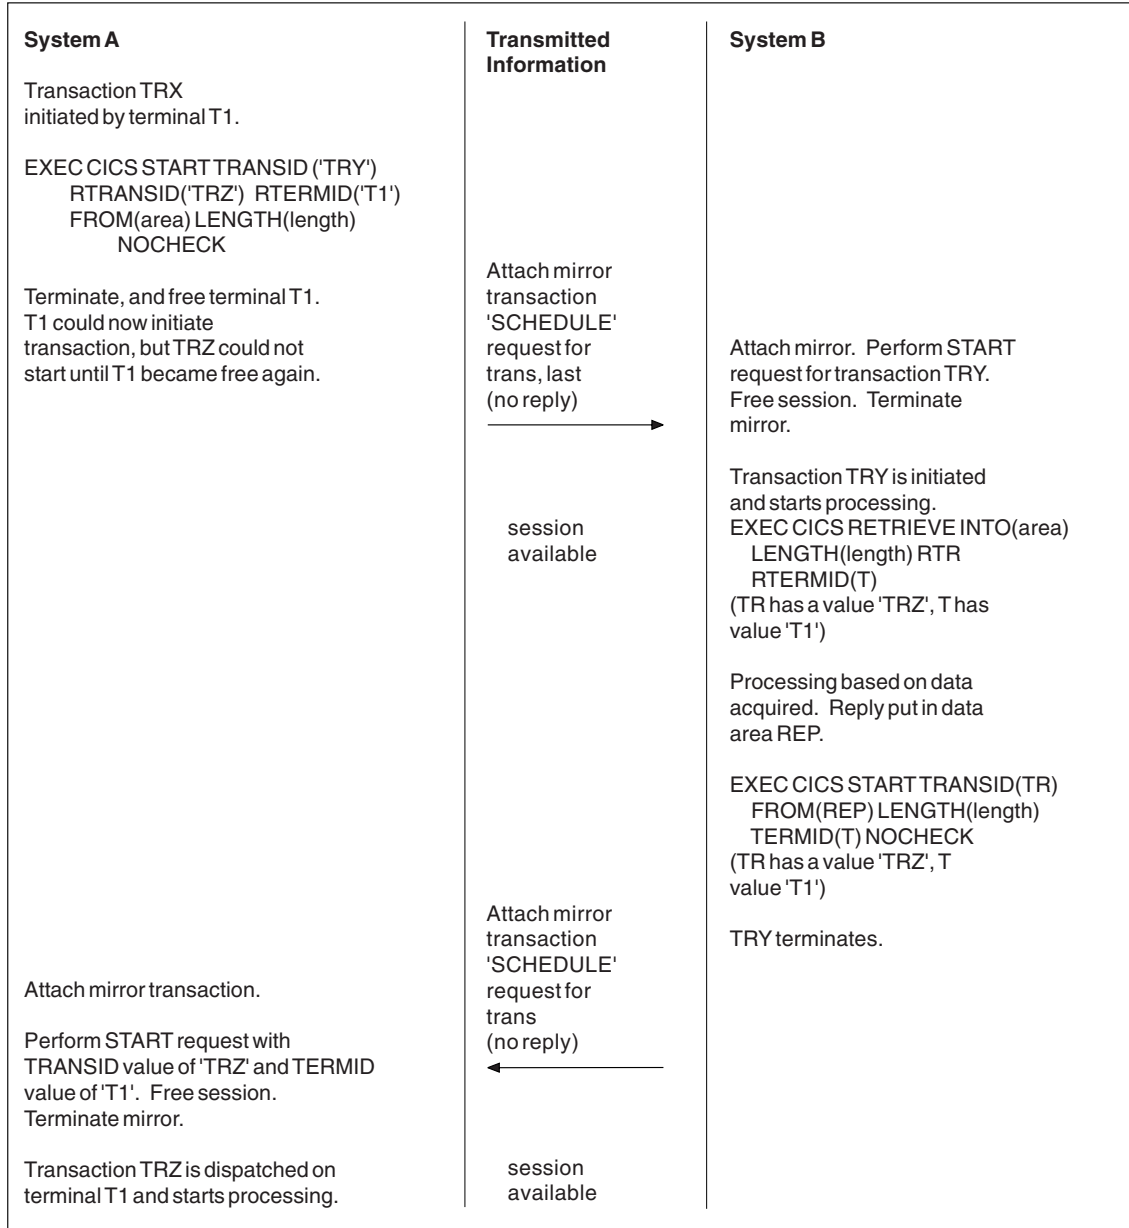 System A
Transaction TRX
initiated by terminal T1.
EXEC CICS START TRANSID ('TRY')
RTRANSID('TRZ') RTERMID('T1')
FROM(area) LENGTH(length)
NOCHECK
Terminate, and free terminal T1.
T1 could now initiate
transaction, but TRZ could not
start until T1 became free again.
Attach mirror transaction.
Perform START request with
TRANSID value of 'TRZ' and TERMID
value of 'T1'. Free session.
Terminate mirror.
Transaction TRZ is dispatched on
terminal T1 and starts processing.
Transmitted
Information
Attach mirror
transaction
'SCHEDULE'
request for
trans, last
(no reply)
session
available
Attach mirror
transaction
'SCHEDULE'
request for
trans
(no reply)
session
available
System B
Attach mirror. Perform START
request for transaction TRY.
Free session. Terminate
mirror.
Transaction TRY is initiated
and starts processing.
EXEC CICS RETRIEVE INTO(area)
LENGTH(length) RTR
RTERMID(T)
(TR has a value 'TRZ', T has
value 'T1')
Processing based on data
acquired. Reply put in data
area REP.
EXEC CICS START TRANSID(TR)
FROM(REP) LENGTH(length)
TERMID(T) NOCHECK
(TR has a value 'TRZ', T
value 'T1')
TRY terminates.